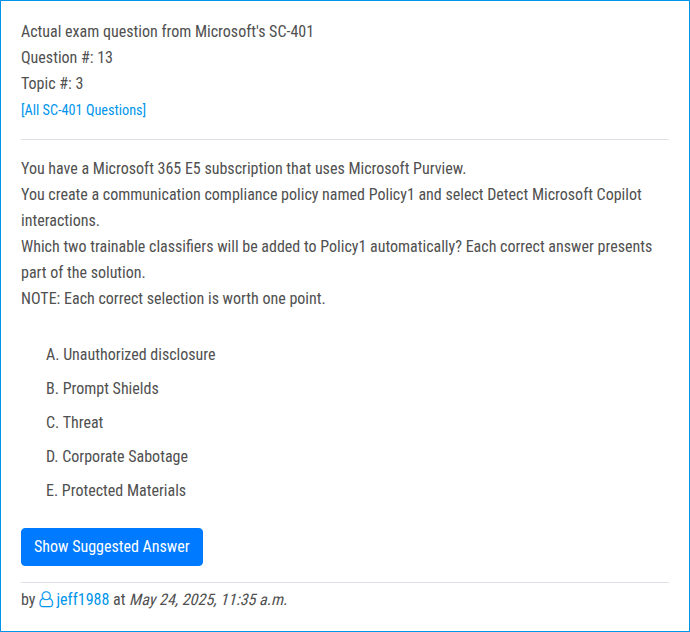 Actual exam question from Microsoft's SC-401
Question #: 13
Topic #: 3
[All SC-401 Questions]
You have a Microsoft 365 E5 subscription that uses Microsoft Purview.
You create a communication compliance policy named Policy1 and select Detect Microsoft Copilot
interactions.
Which two trainable classifiers will be added to Policy1 automatically? Each correct answer presents
part of the solution.
NOTE: Each correct selection is worth one point.
A. Unauthorized disclosure
B. Prompt Shields
C. Threat
D. Corporate Sabotage
E. Protected Materials
Show Suggested Answer
by jeff1988 at May 24, 2025, 11:35 a.m.